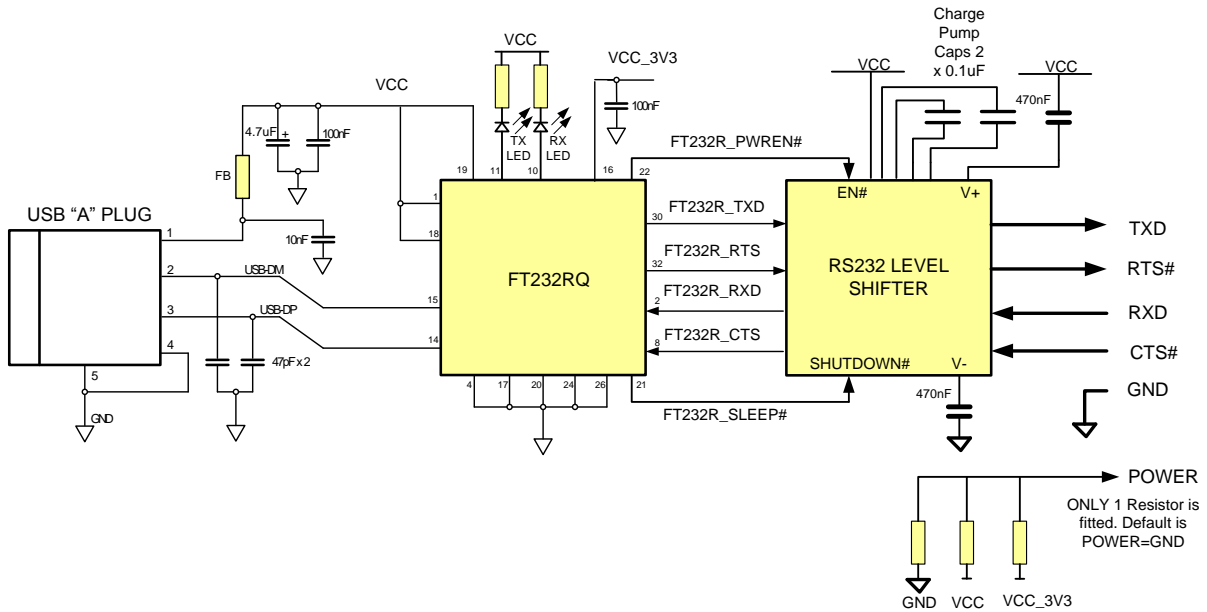 Charge
Pump
Caps 2
x 0.1uF
VCC
VCC
VCC
470nF
VCC_3V3
VCC
100nF
4.7uF
+
100nF
TX
LED
RX
LED
FT232R_PWREN#
19
11
10
16
22
FB
EN#
V+
1
USB “A” PLUG
30
FT232R_TXD
TXD
1
18
10nF
FT232R_RTS
32
RS232 LEVEL
SHIFTER
RTS#
2
USB-DM
FT232RQ
FT232R_RXD
2
RXD
15
3
USB-DP
FT232R_CTS
8
CTS#
14
4
47pF x 2
SHUTDOWN#
V-
5
4
17
20
24
26
21
470nF
GND
GND
FT232R_SLEEP#
POWER
ONLY 1 Resistor is
fitted. Default is
POWER=GND
GND
VCC
VCC_3V3